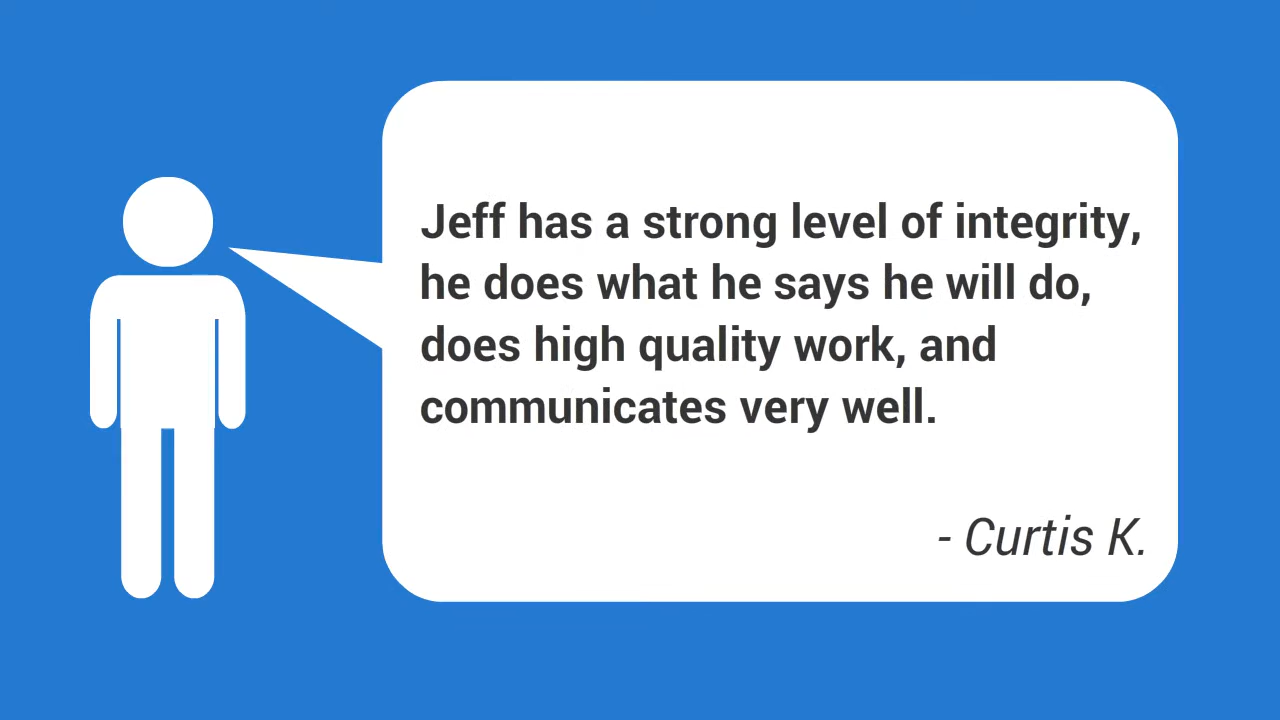 Jeff has a strong level of integrity,
he does what he says he will do,
does high quality work, and
communicates very well.
- Curtis K.